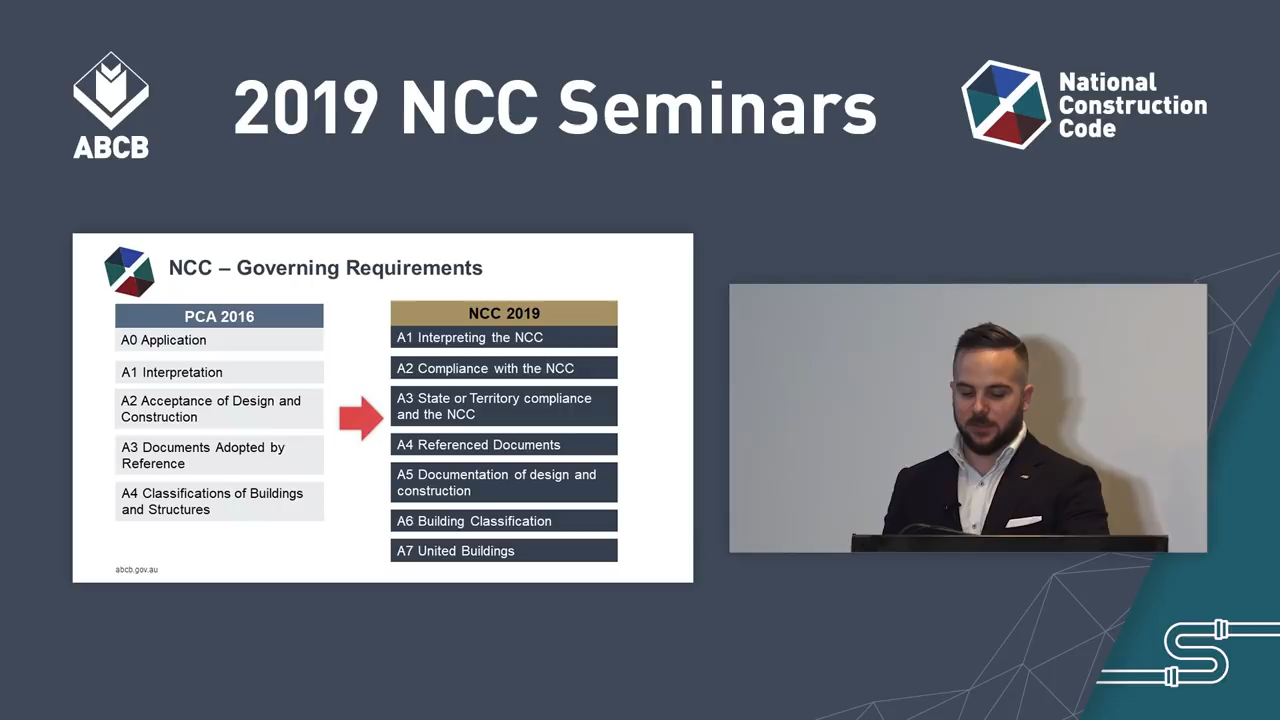 ABCB
2019 NCC Seminars
National
Construction
Code
NCC – Governing Requirements
PCA 2016
A0 Application
A1 Interpretation
A2 Acceptance of Design and
Construction
A3 Documents Adopted by
Reference
A4 Classifications of Buildings
and Structures
NCC 2019
A1 Interpreting the NCC
A2 Compliance with the NCC
A3 State or Territory compliance
and the NCC
A4 Referenced Documents
A5 Documentation of design and
construction
A6 Building Classification
A7 United Buildings
abcb.gov.au